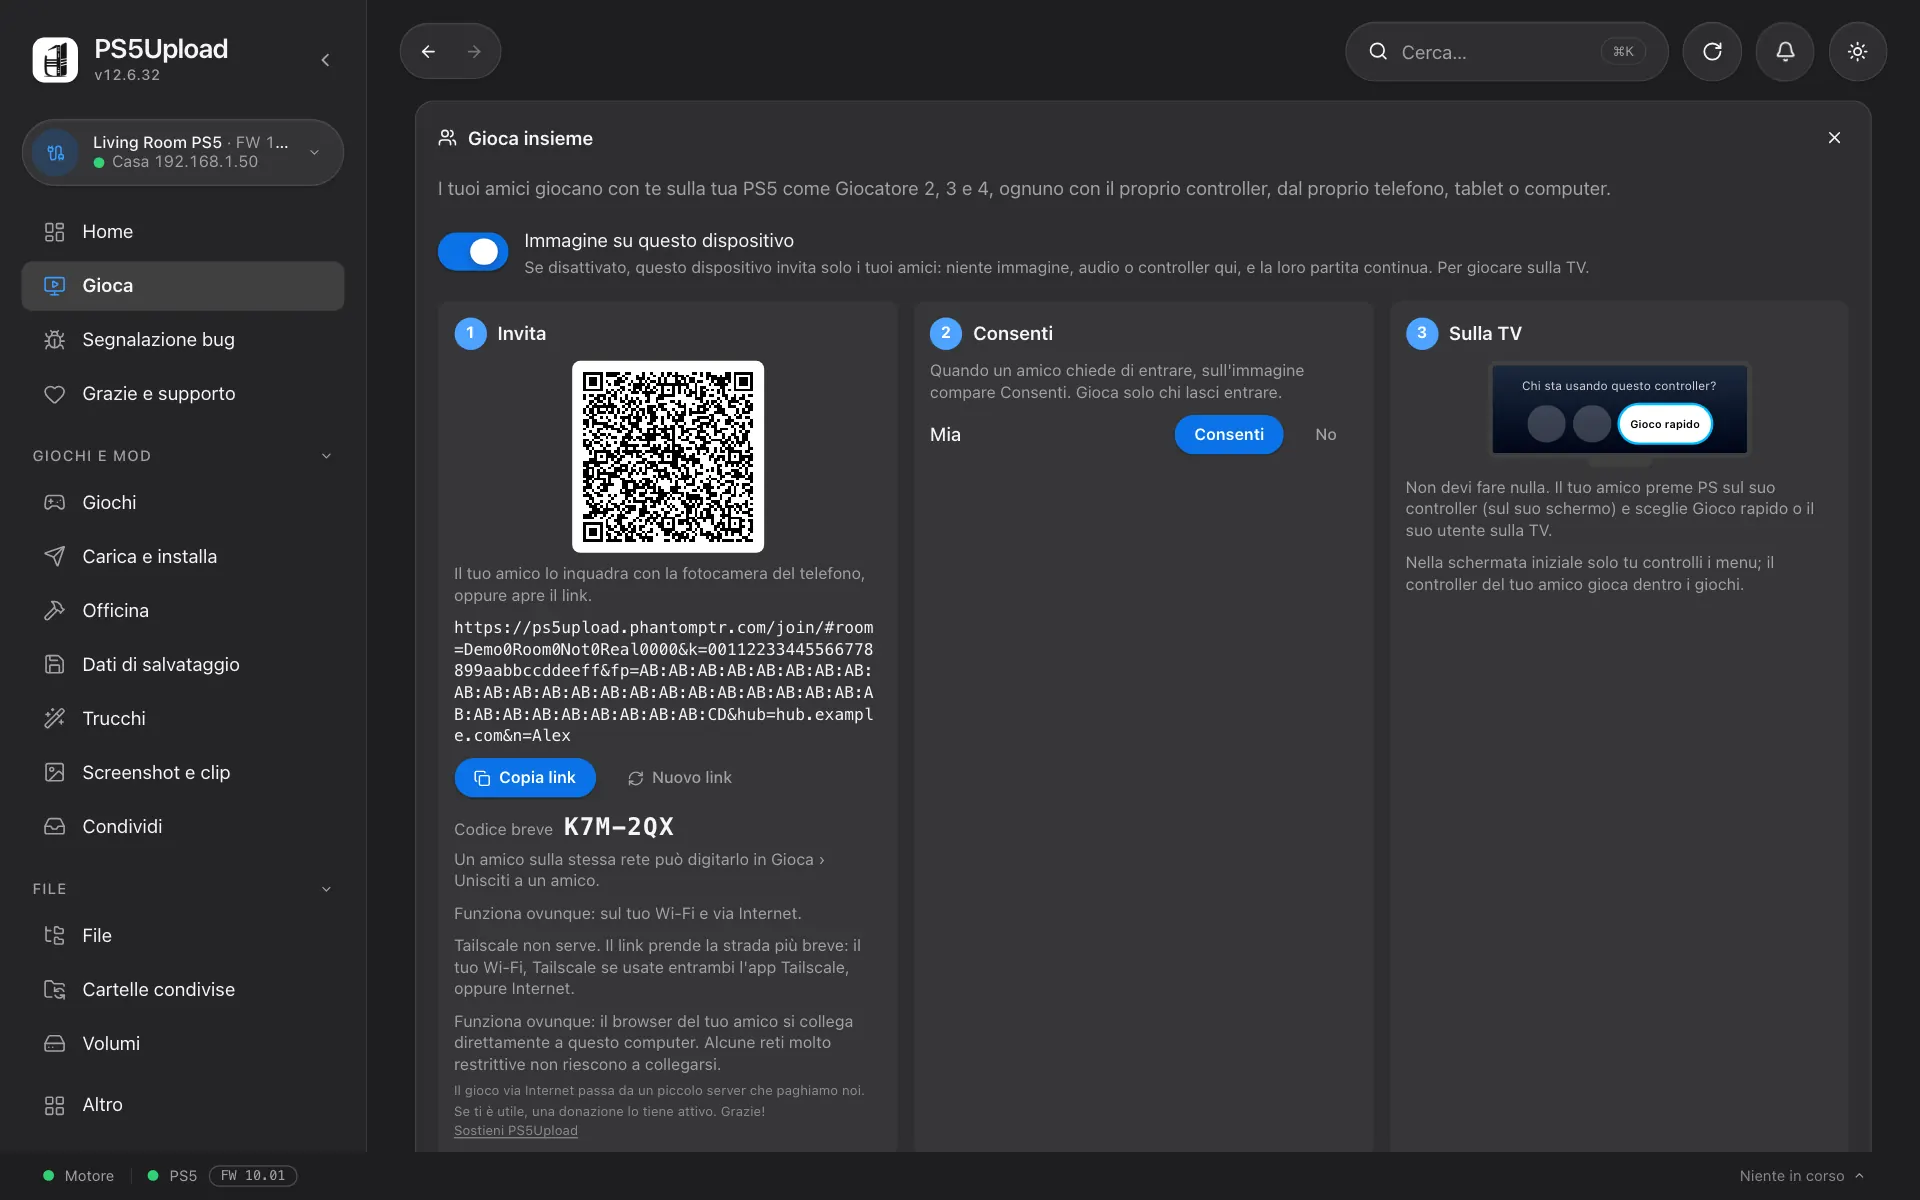 PS5Upload
v12.6.32
Living Room PS5 · FW 1...
Casa 192.168.1.50
Home
Gioca
Segnalazione bug
Grazie e supporto
GIOCHI E MOD
Giochi
Carica e installa
Officina
Dati di salvataggio
Trucchi
Screenshot e clip
Condividi
FILE
File
Cartelle condivise
Volumi
Altro
Cerca...
⌘K
Gioca insieme
I tuoi amici giocano con te sulla tua PS5 come Giocatore 2, 3 e 4, ognuno con il proprio controller, dal proprio telefono, tablet o computer.
Immagine su questo dispositivo
Se disattivato, questo dispositivo invita solo i tuoi amici: niente immagine, audio o controller qui, e la loro partita continua. Per giocare sulla TV.
1 Invita
Il tuo amico lo inquadra con la fotocamera del telefono,
oppure apre il link.
https://ps5upload.phantomptr.com/join/#room
=Demo0Room0Not0Real0000&k=00112233445566778
899aabbccddeeff&fp=AB:AB:AB:AB:AB:AB:AB:AB:
AB:AB:AB:AB:AB:AB:AB:AB:AB:AB:AB:AB:AB:AB:A
B:AB:AB:AB:AB:AB:AB:AB:AB:CD&hub=hub.exampl
e.com&n=Alex
Copia link
Nuovo link
Codice breve K7M-2QX
Un amico sulla stessa rete può digitarlo in Gioca ›
Unisciti a un amico.
Funziona ovunque: sul tuo Wi-Fi e via Internet.
Tailscale non serve. Il link prende la strada più breve: il
tuo Wi-Fi, Tailscale se usate entrambi l'app Tailscale,
oppure Internet.
Funziona ovunque: il browser del tuo amico si collega
direttamente a questo computer. Alcune reti molto
restrittive non riescono a collegarsi.
Il gioco via Internet passa da un piccolo server che paghiamo noi.
Se ti è utile, una donazione lo tiene attivo. Grazie!
Sostieni PS5Upload
2 Consenti
Quando un amico chiede di entrare, sull'immagine
compare Consenti. Gioca solo chi lasci entrare.
Mia
Consenti
No
3 Sulla TV
Chi sta usando questo controller?
Gioco rapido
Non devi fare nulla. Il tuo amico preme PS sul suo
controller (sul suo schermo) e sceglie Gioco rapido o il
suo utente sulla TV.
Nella schermata iniziale solo tu controlli i menu; il
controller del tuo amico gioca dentro i giochi.
Motore
PS5
FW 10.01
Niente in corso